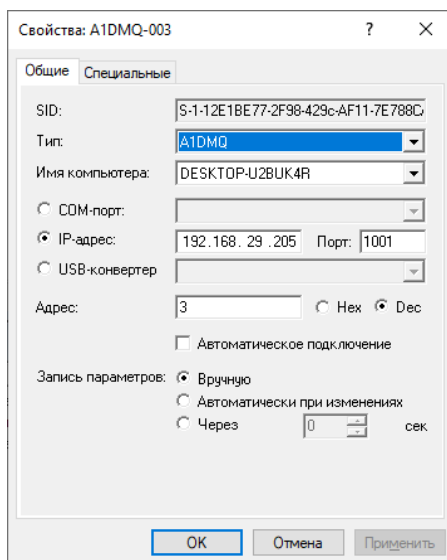 Свойства: A1DMQ-003 ? X
Общие Специальные
SID: S-1-12E1BE77-2F98-429c-AF11-7E788C
Тип: A1DMQ
Имя компьютера: DESKTOP-U2BUK4R
COM-порт:
IP-адрес: 192.168. 29 .205 Порт: 1001
USB-конвертер
Адрес: 3 Hex Dec
Автоматическое подключение
Запись параметров: Вручную
Автоматически при изменениях
Через 0 сек
OK Отмена Применить